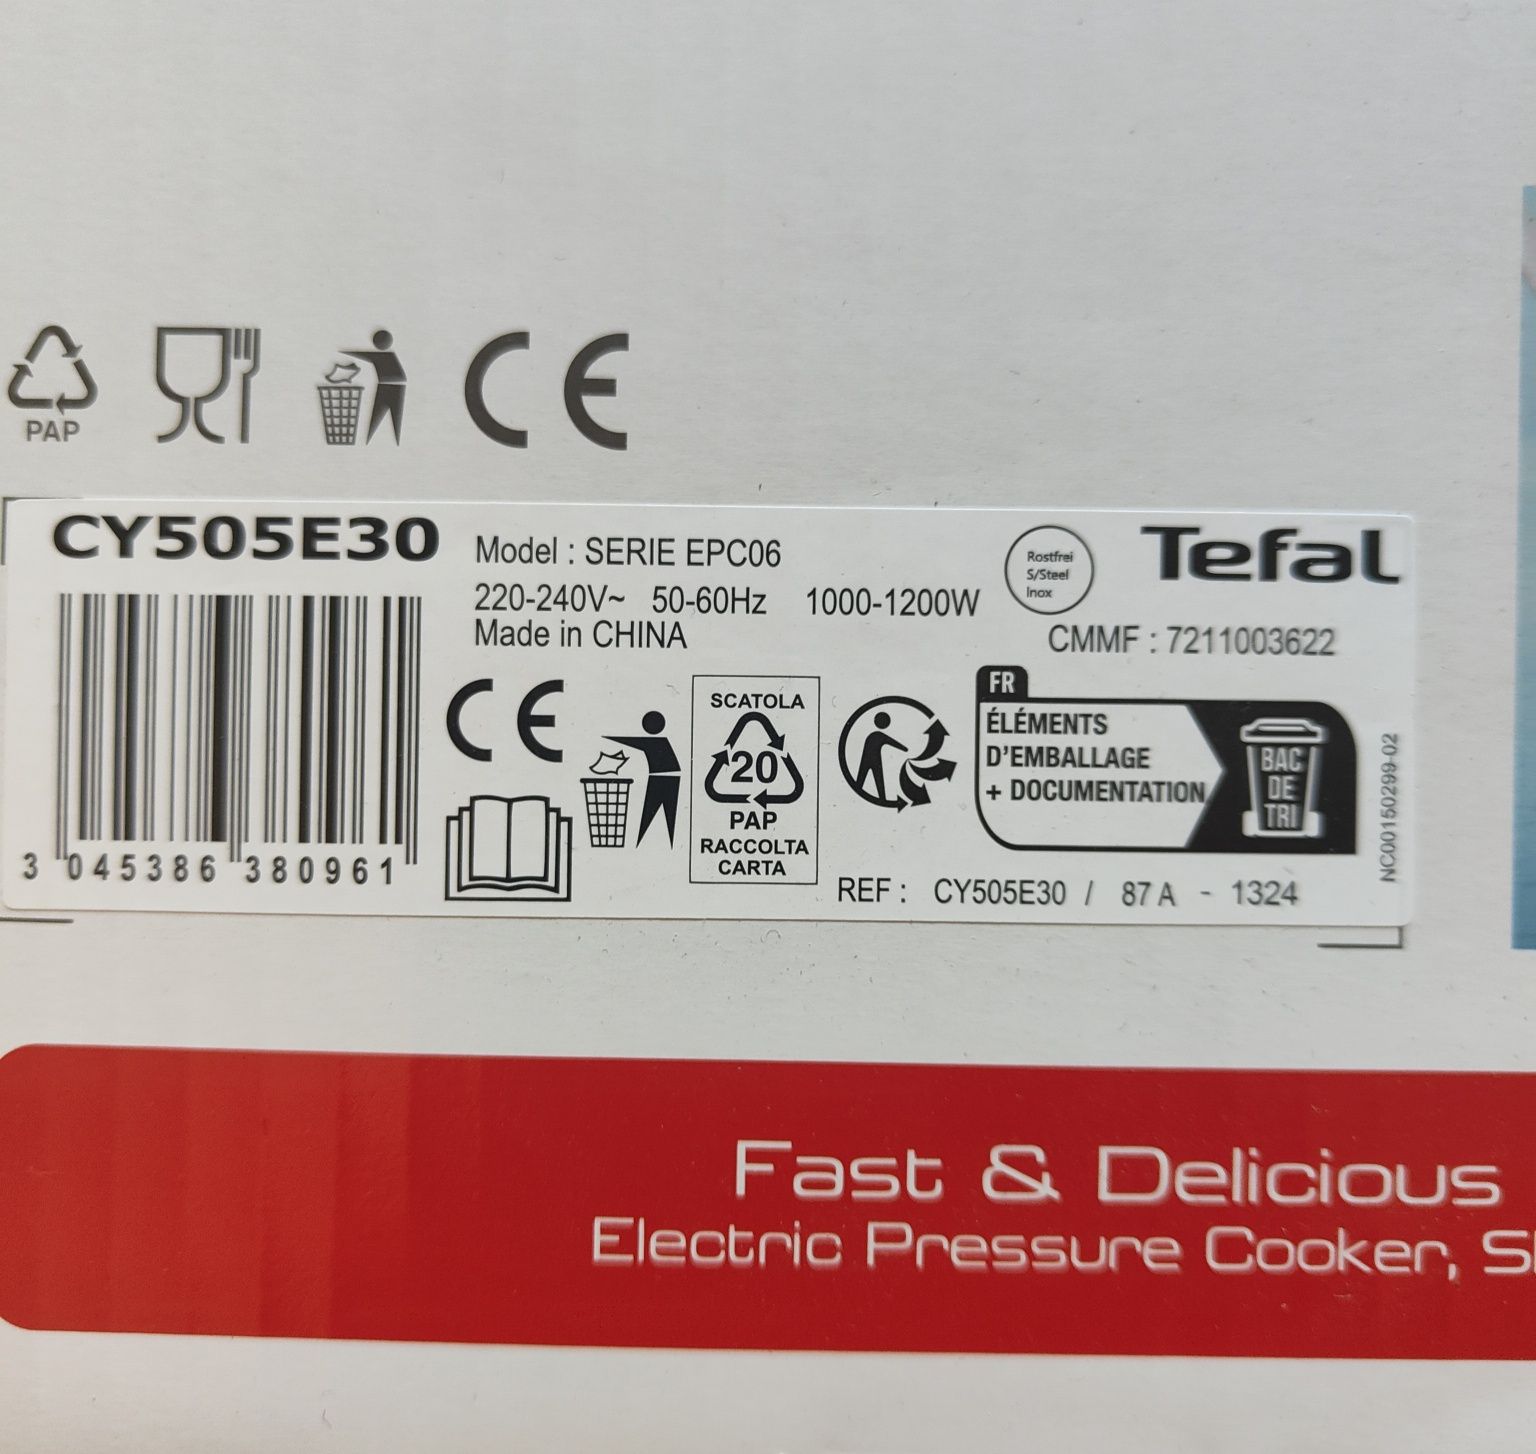 PAP
CE
CY505E30
Model : SERIE EPC06
220-240V~ 50-60Hz 1000-1200W
Made in CHINA
Rostfrei
S/Steel
Inox
Tefal
CMMF : 7211003622
3 045386 380961
CE
SCATOLA
20
PAP
RACCOLTA
CARTA
FR
ÉLÉMENTS
D'EMBALLAGE
+ DOCUMENTATION
BAC
DE
TRI
NC00150299-02
REF : CY505E30 / 87 A - 1324
Fast & Delicious
Electric Pressure Cooker,